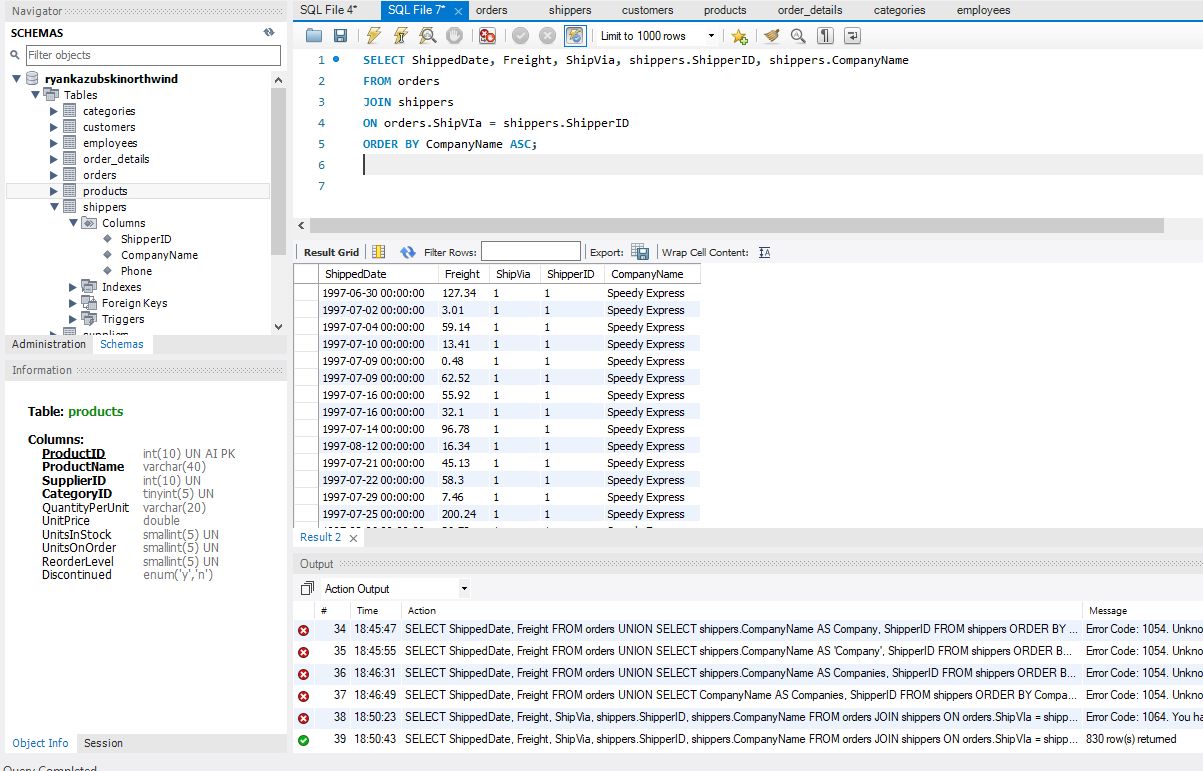 Navigator
SCHEMAS
Filter objects
ryankazubskinorthwind
Tables
categories
customers
employees
order_details
orders
products
shippers
Columns
ShipperID
CompanyName
Phone
Indexes
Foreign Keys
Triggers
suppliers
Administration Schemas
Information
Table: products
Columns:
ProductID int(10) UN AI PK
ProductName varchar(40)
SupplierID int(10) UN
CategoryID tinyint(5) UN
QuantityPerUnit varchar(20)
UnitPrice double
UnitsInStock smallint(5) UN
UnitsOnOrder smallint(5) UN
ReorderLevel smallint(5) UN
Discontinued enum('y','n')
Object Info Session
Query Completed
SQL File 4* SQL File 7* orders shippers customers products order_details categories employees
Limit to 1000 rows
1 SELECT ShippedDate, Freight, ShipVia, shippers.ShipperID, shippers.CompanyName
2 FROM orders
3 JOIN shippers
4 ON orders.ShipVIa = shippers.ShipperID
5 ORDER BY CompanyName ASC;
6
7
Result Grid Filter Rows: Export: Wrap Cell Content:
ShippedDate Freight ShipVia ShipperID CompanyName
1997-06-30 00:00:00 127.34 1 1 Speedy Express
1997-07-02 00:00:00 3.01 1 1 Speedy Express
1997-07-04 00:00:00 59.14 1 1 Speedy Express
1997-07-10 00:00:00 13.41 1 1 Speedy Express
1997-07-09 00:00:00 0.48 1 1 Speedy Express
1997-07-09 00:00:00 62.52 1 1 Speedy Express
1997-07-16 00:00:00 55.92 1 1 Speedy Express
1997-07-16 00:00:00 32.1 1 1 Speedy Express
1997-07-14 00:00:00 96.78 1 1 Speedy Express
1997-08-12 00:00:00 16.34 1 1 Speedy Express
1997-07-21 00:00:00 45.13 1 1 Speedy Express
1997-07-22 00:00:00 58.3 1 1 Speedy Express
1997-07-29 00:00:00 7.46 1 1 Speedy Express
1997-07-25 00:00:00 200.24 1 1 Speedy Express
Result 2
Output
Action Output
# Time Action Message
34 18:45:47 SELECT ShippedDate, Freight FROM orders UNION SELECT shippers.CompanyName AS Company, ShipperID FROM shippers ORDER BY ... Error Code: 1054. Unkno
35 18:45:55 SELECT ShippedDate, Freight FROM orders UNION SELECT shippers.CompanyName AS 'Company', ShipperID FROM shippers ORDER B... Error Code: 1054. Unkno
36 18:46:31 SELECT ShippedDate, Freight FROM orders UNION SELECT shippers.CompanyName AS Companies, ShipperID FROM shippers ORDER B... Error Code: 1054. Unkno
37 18:46:49 SELECT ShippedDate, Freight FROM orders UNION SELECT CompanyName AS Companies, ShipperID FROM shippers ORDER BY Compa... Error Code: 1054. Unkno
38 18:50:23 SELECT ShippedDate, Freight, ShipVia, shippers.ShipperID, shippers.CompanyName FROM orders JOIN shippers ON orders.ShipVIa = shipp... Error Code: 1064. You ha
39 18:50:43 SELECT ShippedDate, Freight, ShipVia, shippers.ShipperID, shippers.CompanyName FROM orders JOIN shippers ON orders.ShipVIa = shipp... 830 row(s) returned